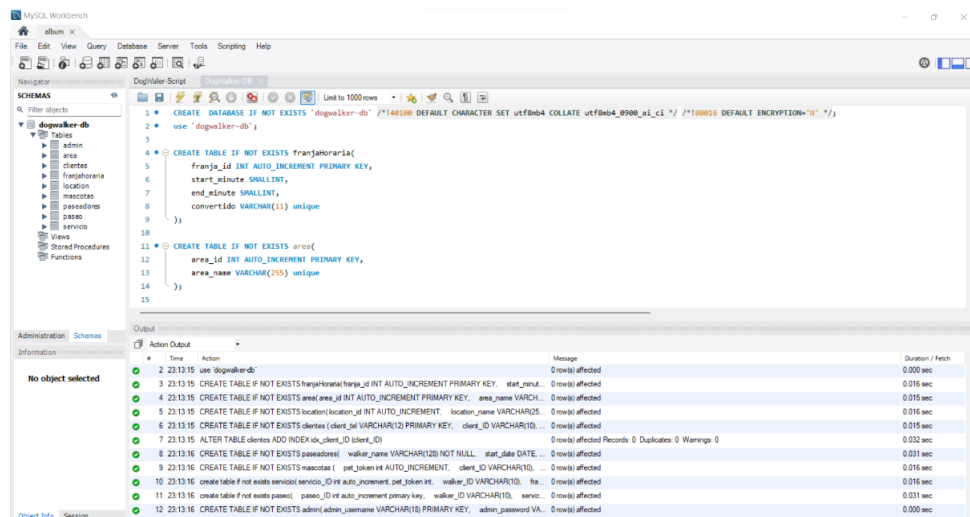 MySQL Workbench
album ×
File Edit View Query Database Server Tools Scripting Help
Navigator
SCHEMAS
Filter objects
dogwalker-db
Tables
admin
area
clientes
franjahoraria
location
mascotas
paseadores
paseo
servicio
Views
Stored Procedures
Functions
Administration Schemas
Information
No object selected
Object Info Session
DogWaler-Script DogWalker-DB ×
Limit to 1000 rows
1 CREATE DATABASE IF NOT EXISTS `dogwalker-db` /*!40100 DEFAULT CHARACTER SET utf8mb4 COLLATE utf8mb4_0900_ai_ci */ /*!80016 DEFAULT ENCRYPTION='N' */;
2 use `dogwalker-db`;
3
4 CREATE TABLE IF NOT EXISTS franjaHoraria(
5 franja_id INT AUTO_INCREMENT PRIMARY KEY,
6 start_minute SMALLINT,
7 end_minute SMALLINT,
8 convertido VARCHAR(11) unique
9 );
10
11 CREATE TABLE IF NOT EXISTS area(
12 area_id INT AUTO_INCREMENT PRIMARY KEY,
13 area_name VARCHAR(255) unique
14 );
15
Output
Action Output
# Time Action Message Duration / Fetch
2 23:13:15 use `dogwalker-db` 0 row(s) affected 0.000 sec
3 23:13:15 CREATE TABLE IF NOT EXISTS franjaHoraria( franja_id INT AUTO_INCREMENT PRIMARY KEY, start_minut... 0 row(s) affected 0.016 sec
4 23:13:15 CREATE TABLE IF NOT EXISTS area( area_id INT AUTO_INCREMENT PRIMARY KEY, area_name VARCH... 0 row(s) affected 0.015 sec
5 23:13:15 CREATE TABLE IF NOT EXISTS location( location_id INT AUTO_INCREMENT, location_name VARCHAR(25... 0 row(s) affected 0.016 sec
6 23:13:15 CREATE TABLE IF NOT EXISTS clientes ( client_tel VARCHAR(12) PRIMARY KEY, client_ID VARCHAR(10), ... 0 row(s) affected 0.015 sec
7 23:13:15 ALTER TABLE clientes ADD INDEX idx_client_ID (client_ID) 0 row(s) affected Records: 0 Duplicates: 0 Warnings: 0 0.032 sec
8 23:13:16 CREATE TABLE IF NOT EXISTS paseadores( walker_name VARCHAR(128) NOT NULL, start_date DATE, ... 0 row(s) affected 0.031 sec
9 23:13:16 CREATE TABLE IF NOT EXISTS mascotas ( pet_token int AUTO_INCREMENT, client_ID VARCHAR(10), ... 0 row(s) affected 0.016 sec
10 23:13:16 create table if not exists servicio( servicio_ID int auto_increment, pet_token int, walker_ID VARCHAR(10), fra... 0 row(s) affected 0.016 sec
11 23:13:16 create table if not exists paseo( paseo_ID int auto_increment primary key, walker_ID VARCHAR(10), servic... 0 row(s) affected 0.031 sec
12 23:13:16 CREATE TABLE IF NOT EXISTS admin( admin_username VARCHAR(18) PRIMARY KEY, admin_password VA... 0 row(s) affected 0.000 sec